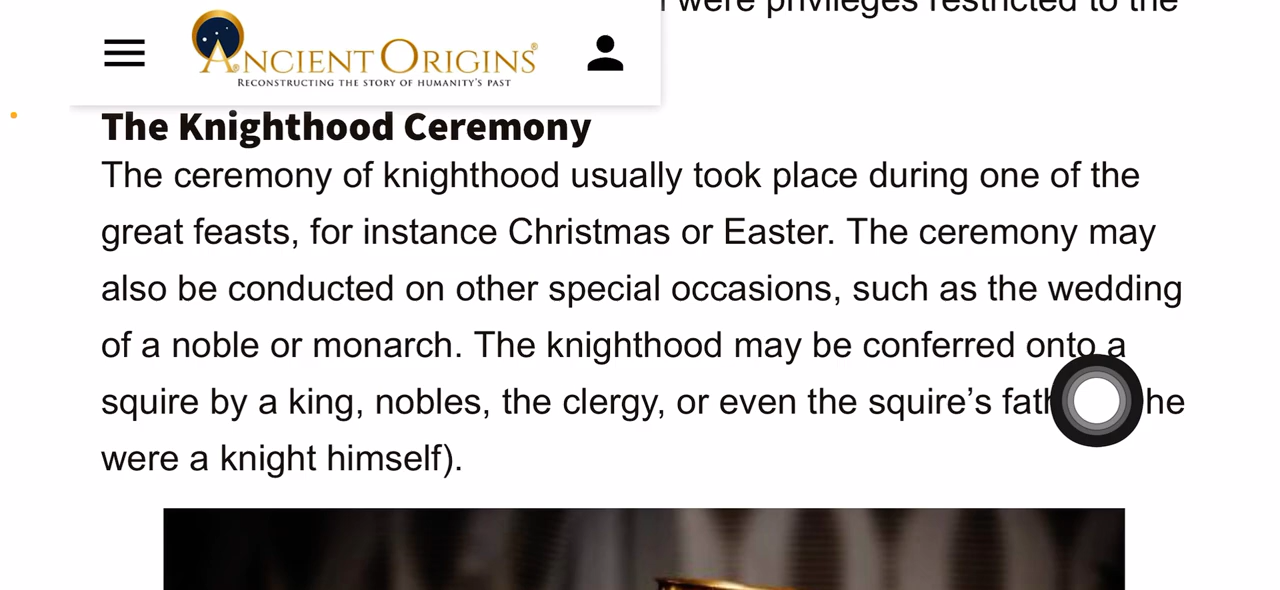 were privileges restricted to the
ANCIENT ORIGINS®
RECONSTRUCTING THE STORY OF HUMANITY'S PAST
The Knighthood Ceremony
The ceremony of knighthood usually took place during one of the
great feasts, for instance Christmas or Easter. The ceremony may
also be conducted on other special occasions, such as the wedding
of a noble or monarch. The knighthood may be conferred onto a
squire by a king, nobles, the clergy, or even the squire’s he
were a knight himself).